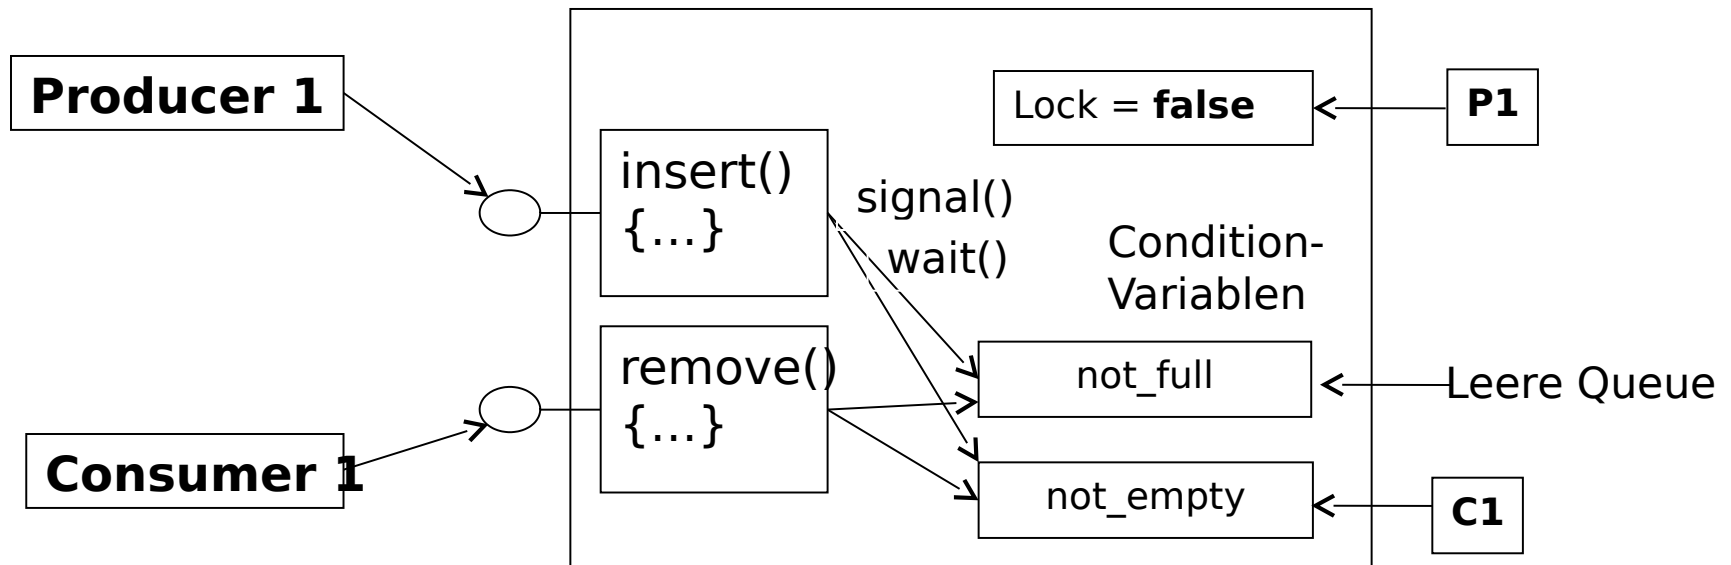 Producer 1
Consumer 1
insert()
{...}
remove()
{...}
signal()
wait()
Lock = false
Condition-
Variablen
not_full
not_empty
P1
Leere Queue
C1